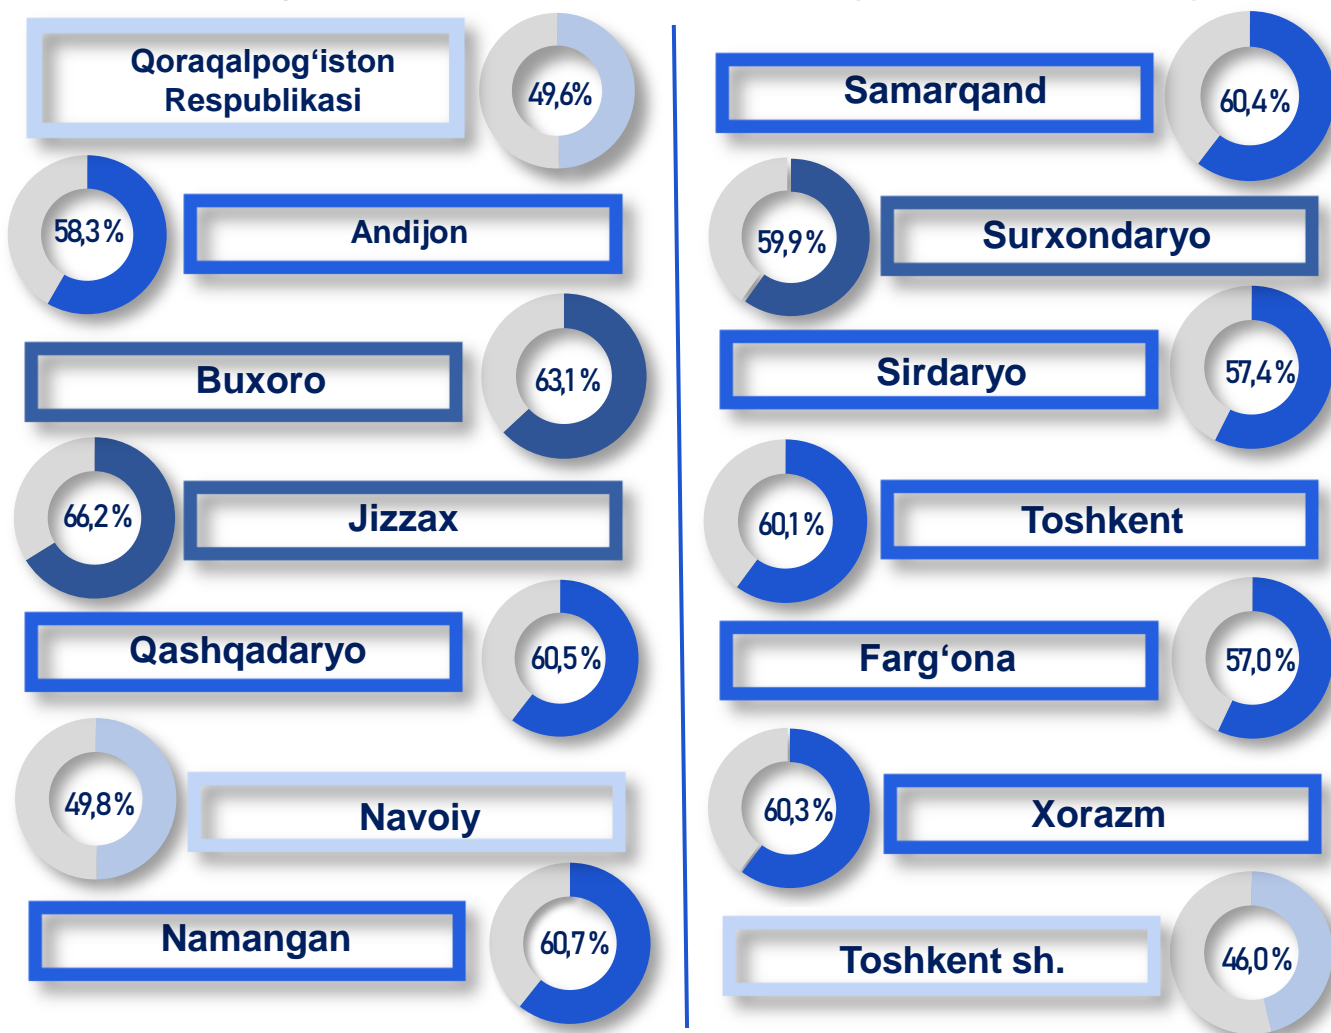 Qoraqalpog‘iston
Respublikasi
49,6%
58,3%
Andijon
Buxoro
63,1%
66,2%
Jizzax
Qashqadaryo
60,5%
49,8%
Navoiy
Namangan
60,7%
Samarqand
60,4%
59,9%
Surxondaryo
Sirdaryo
57,4%
60,1%
Toshkent
Farg‘ona
57,0%
60,3%
Xorazm
Toshkent sh.
46,0%